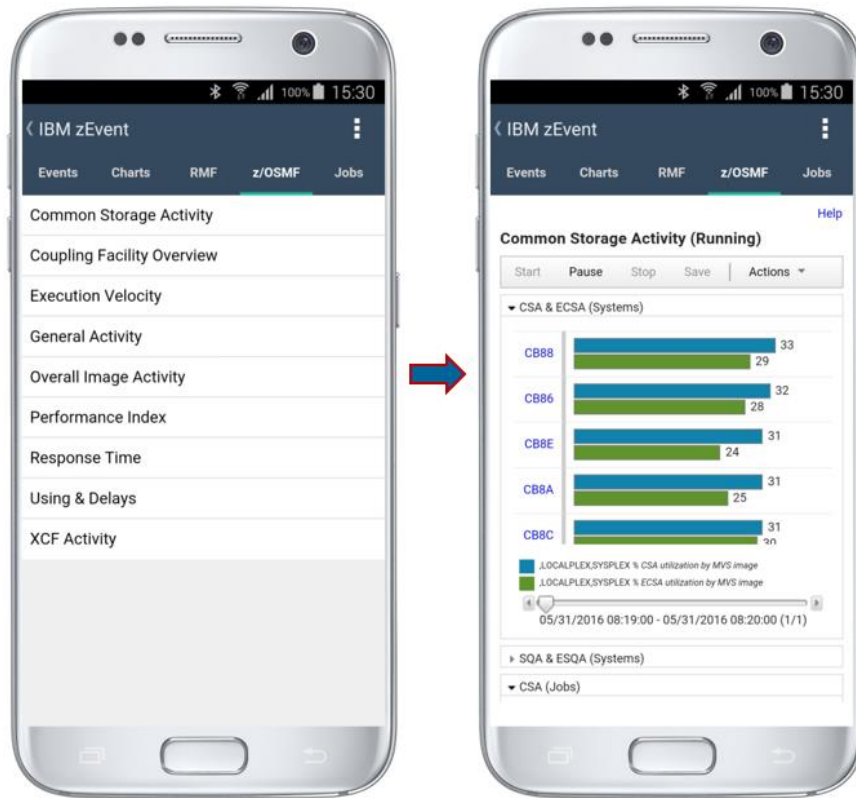 100% 15:30
IBM zEvent
Events Charts RMF z/OSMF Jobs
Common Storage Activity
Coupling Facility Overview
Execution Velocity
General Activity
Overall Image Activity
Performance Index
Response Time
Using & Delays
XCF Activity
100% 15:30
IBM zEvent
Events Charts RMF z/OSMF Jobs
Help
Common Storage Activity (Running)
Start Pause Stop Save Actions
CSA & ECSA (Systems)
CB88 33
29
CB86 32
28
CB8E 31
24
CB8A 31
25
CB8C 31
30
,LOCALPLEX,SYSPLEX % CSA utilization by MVS image
,LOCALPLEX,SYSPLEX % ECSA utilization by MVS image
05/31/2016 08:19:00 - 05/31/2016 08:20:00 (1/1)
SQA & ESQA (Systems)
CSA (Jobs)